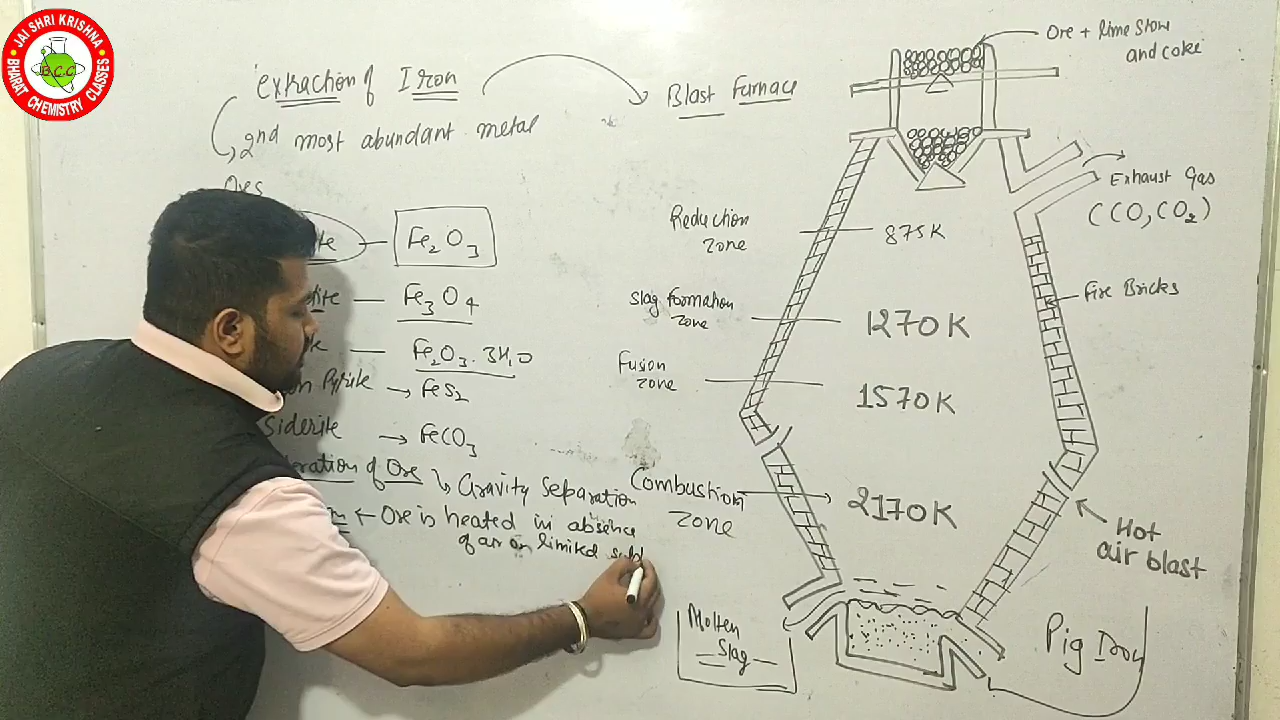 JAI SHRI KRISHNA
B.C.C
BHARAT CHEMISTRY CLASSES
extraction of Iron
2nd most abundant metal
Ores
Fe2O3
Fe3O4
Fe2O3.3H2O
Pyrite → FeS2
Siderite → FeCO3
of Ore Gravity Separation
Ore is heated in absence
of air or limited
Blast Furnace
Ore + lime stone
and coke
Exhaust Gas
(CO, CO2)
Reduction
zone
875K
Fire Bricks
Slag formation
zone
1270K
Fusion
zone
1570K
Combustion
zone
2170K
Hot
air blast
Molten
Slag
Pig Iron